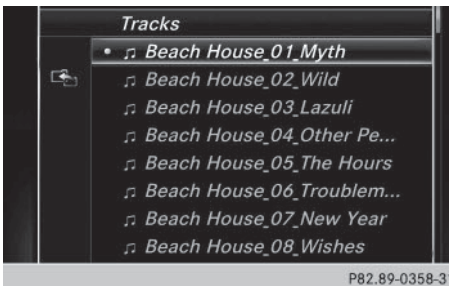 Tracks
Beach House_01_Myth
Beach House_02_Wild
Beach House_03_Lazuli
Beach House_04_Other Pe...
Beach House_05_The Hours
Beach House_06_Troublem...
Beach House_07_New Year
Beach House_08_Wishes
P82.89-0358-31